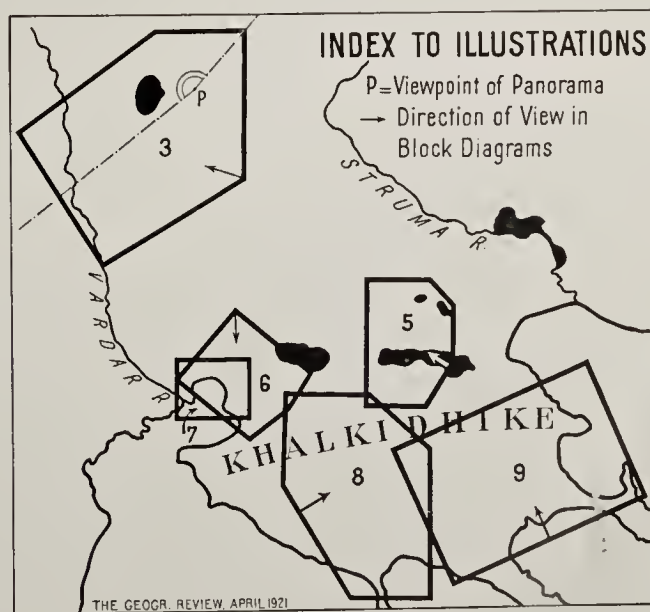 INDEX TO ILLUSTRATIONS
P=Viewpoint of Panorama
→ Direction of View in
Block Diagrams
P
3
STRUMA R.
VARDAR R.
5
6
7
KHALKIDHIKE
8
9
THE GEOGR. REVIEW, APRIL 1921